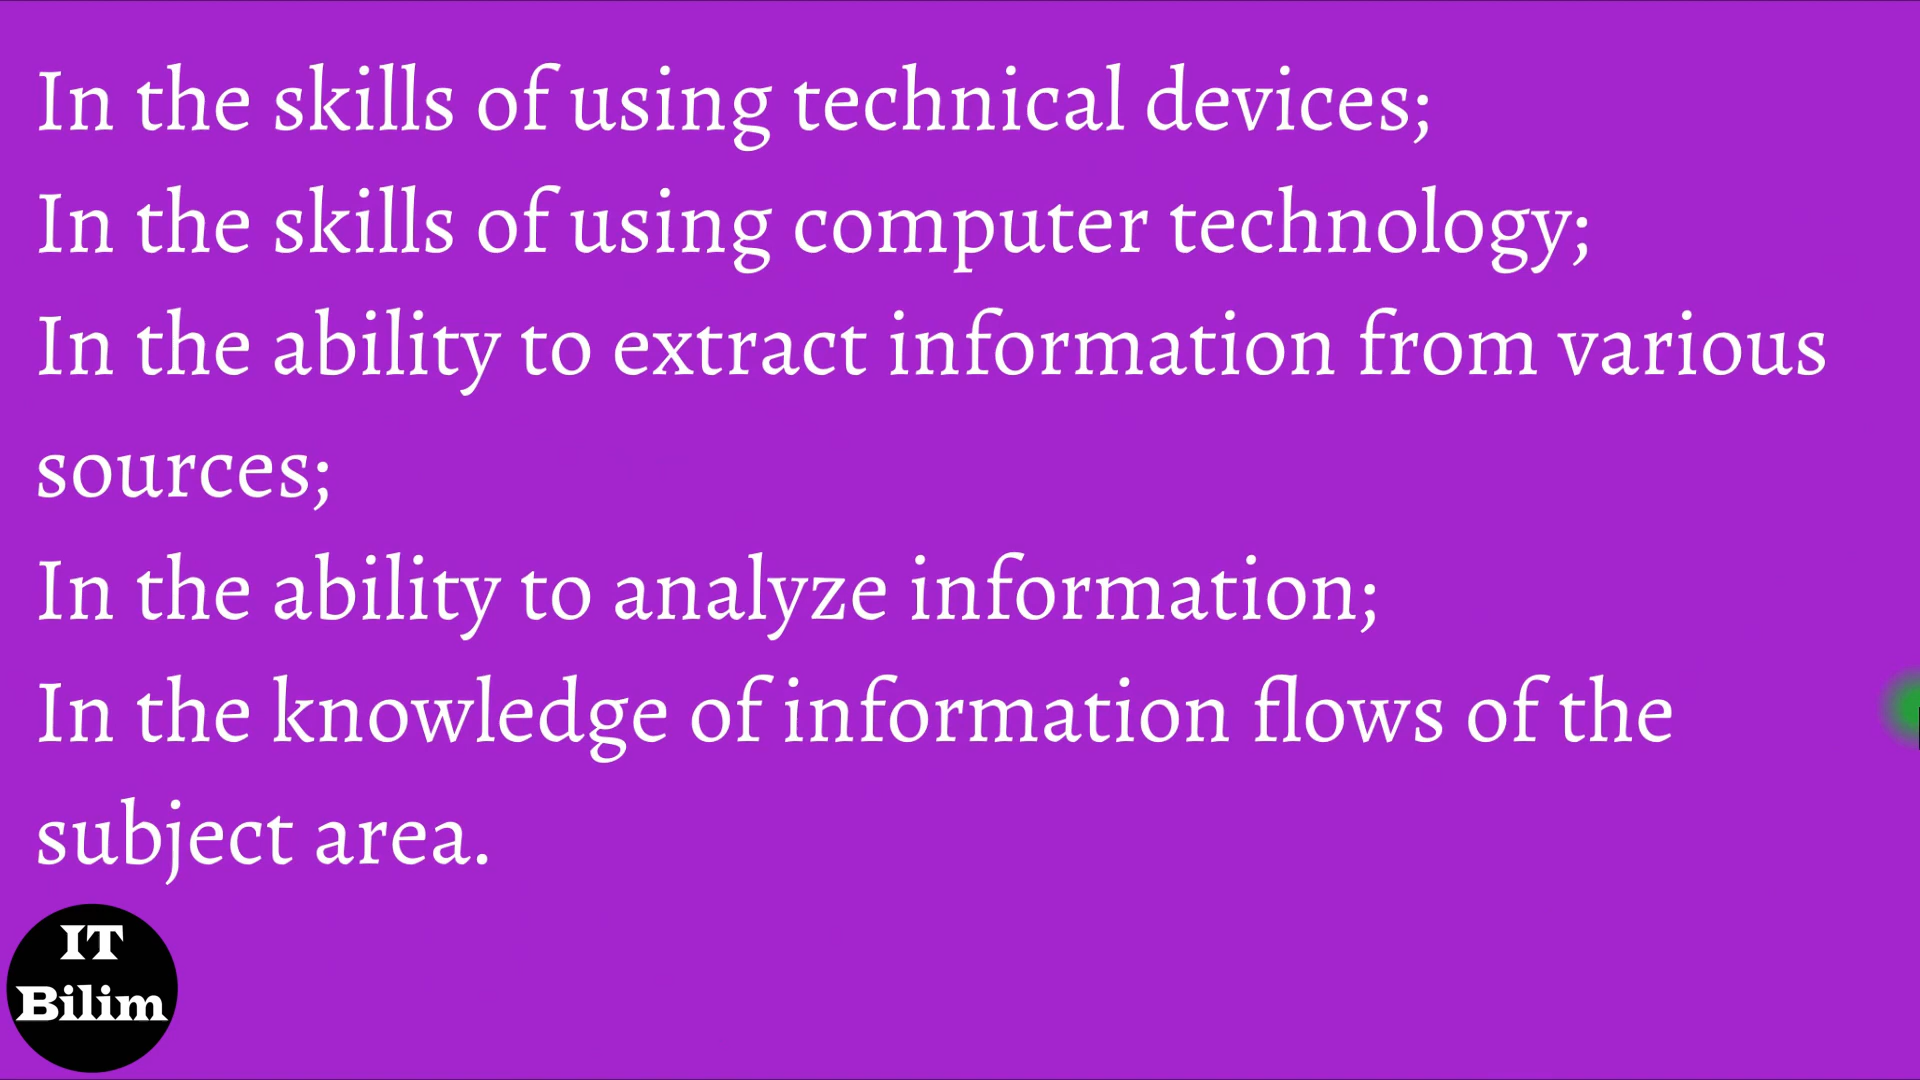 In the skills of using technical devices;
In the skills of using computer technology;
In the ability to extract information from various
sources;
In the ability to analyze information;
In the knowledge of information flows of the
subject area.
IT
Bilim